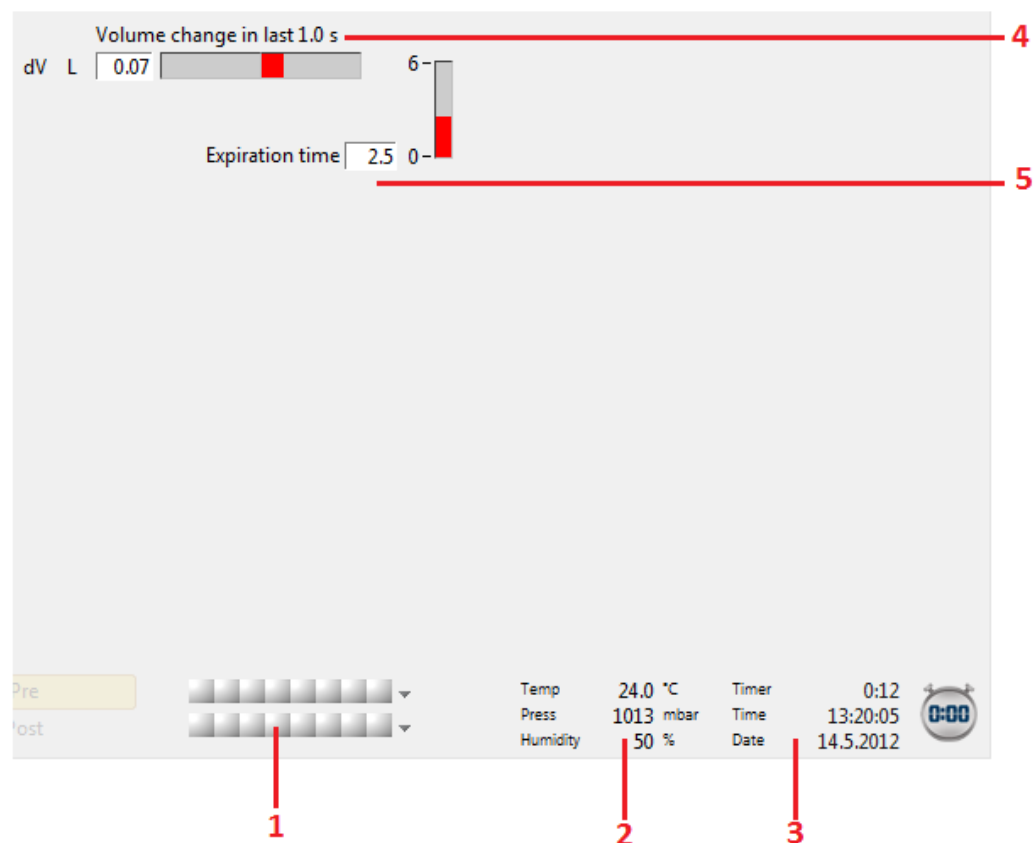 Volume change in last 1.0 s
4
dV L 0.07
6
Expiration time 2.5 0
5
Pre
Post
Temp 24.0 °C Timer 0:12
Press 1013 mbar Time 13:20:05
Humidity 50 % Date 14.5.2012
0:00
1
2
3